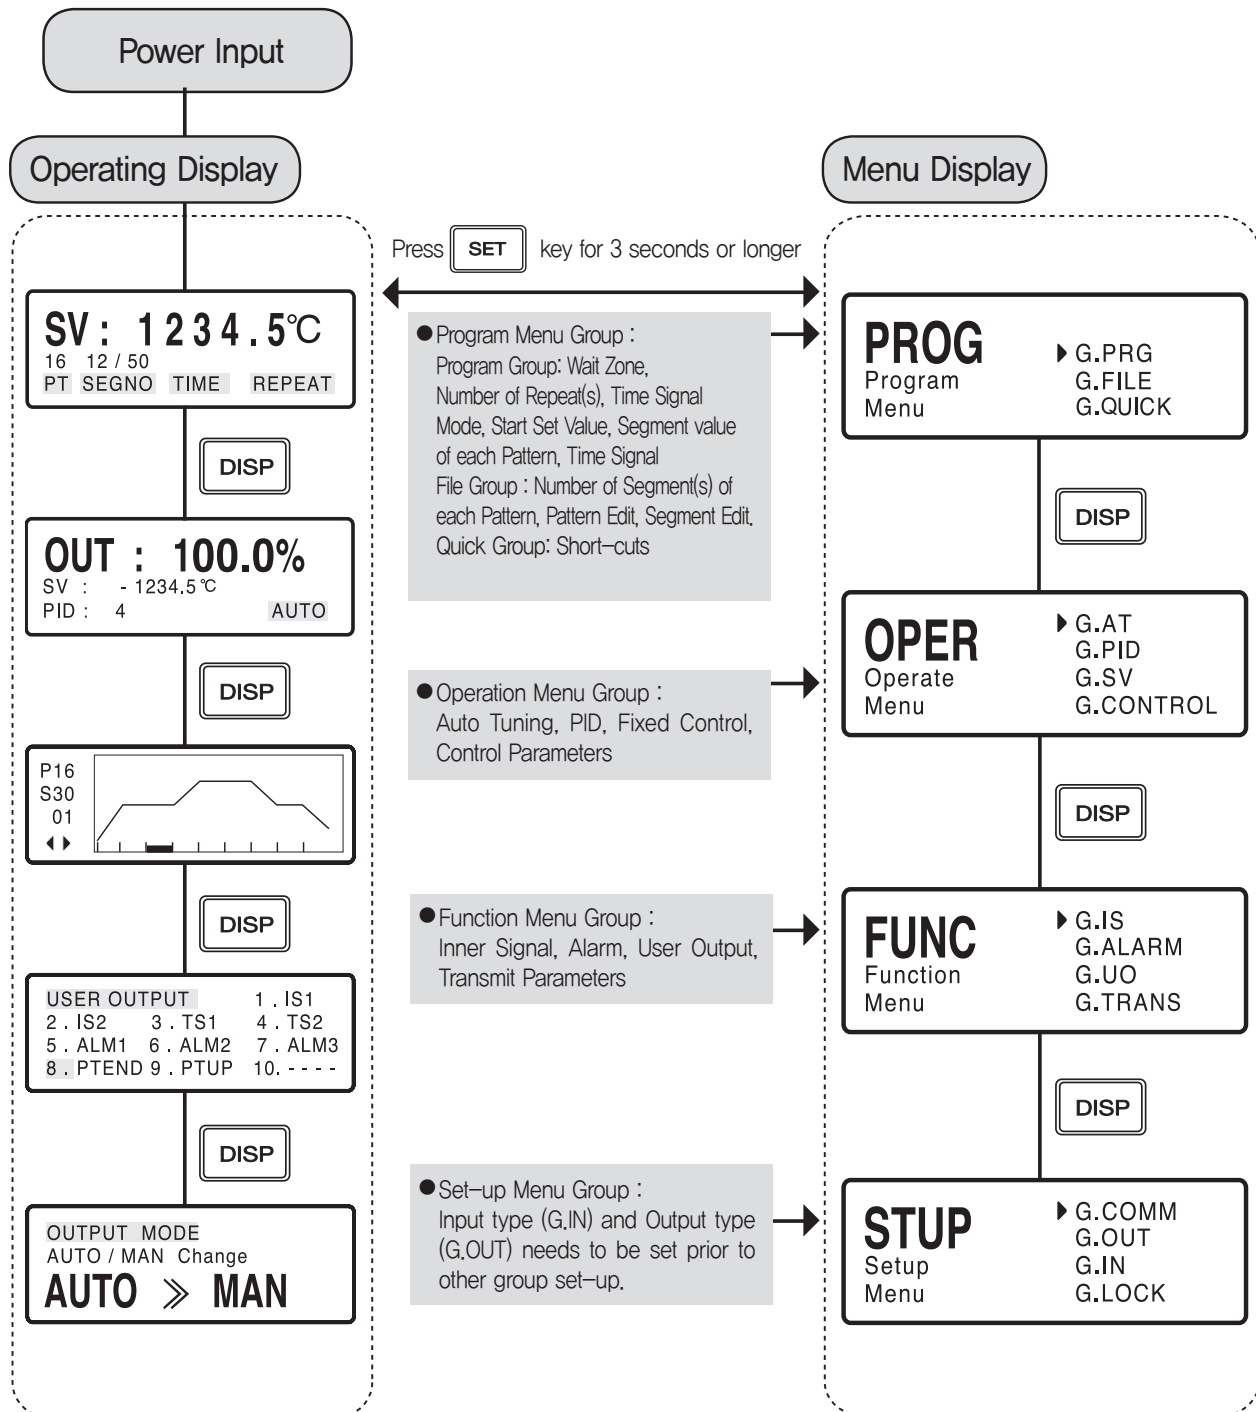 Power Input
Operating Display
Menu Display
Press SET key for 3 seconds or longer
SV : 1 2 3 4 . 5℃
16 12 / 50
PT SEGNO TIME REPEAT
DISP
OUT : 100.0%
SV : - 1234.5 ℃
PID : 4 AUTO
DISP
P16
S30
01
DISP
USER OUTPUT 1 . IS1
2 . IS2 3 . TS1 4 . TS2
5 . ALM1 6 . ALM2 7 . ALM3
8 . PTEND 9 . PTUP 10. - - - -
DISP
OUTPUT MODE
AUTO / MAN Change
AUTO ≫ MAN
● Program Menu Group :
Program Group: Wait Zone,
Number of Repeat(s), Time Signal
Mode, Start Set Value, Segment value
of each Pattern, Time Signal
File Group : Number of Segment(s) of
each Pattern, Pattern Edit, Segment Edit.
Quick Group: Short-cuts
● Operation Menu Group :
Auto Tuning, PID, Fixed Control,
Control Parameters
● Function Menu Group :
Inner Signal, Alarm, User Output,
Transmit Parameters
● Set-up Menu Group :
Input type (G.IN) and Output type
(G.OUT) needs to be set prior to
other group set-up.
PROG
Program
Menu
G.PRG
G.FILE
G.QUICK
DISP
OPER
Operate
Menu
G.AT
G.PID
G.SV
G.CONTROL
DISP
FUNC
Function
Menu
G.IS
G.ALARM
G.UO
G.TRANS
DISP
STUP
Setup
Menu
G.COMM
G.OUT
G.IN
G.LOCK